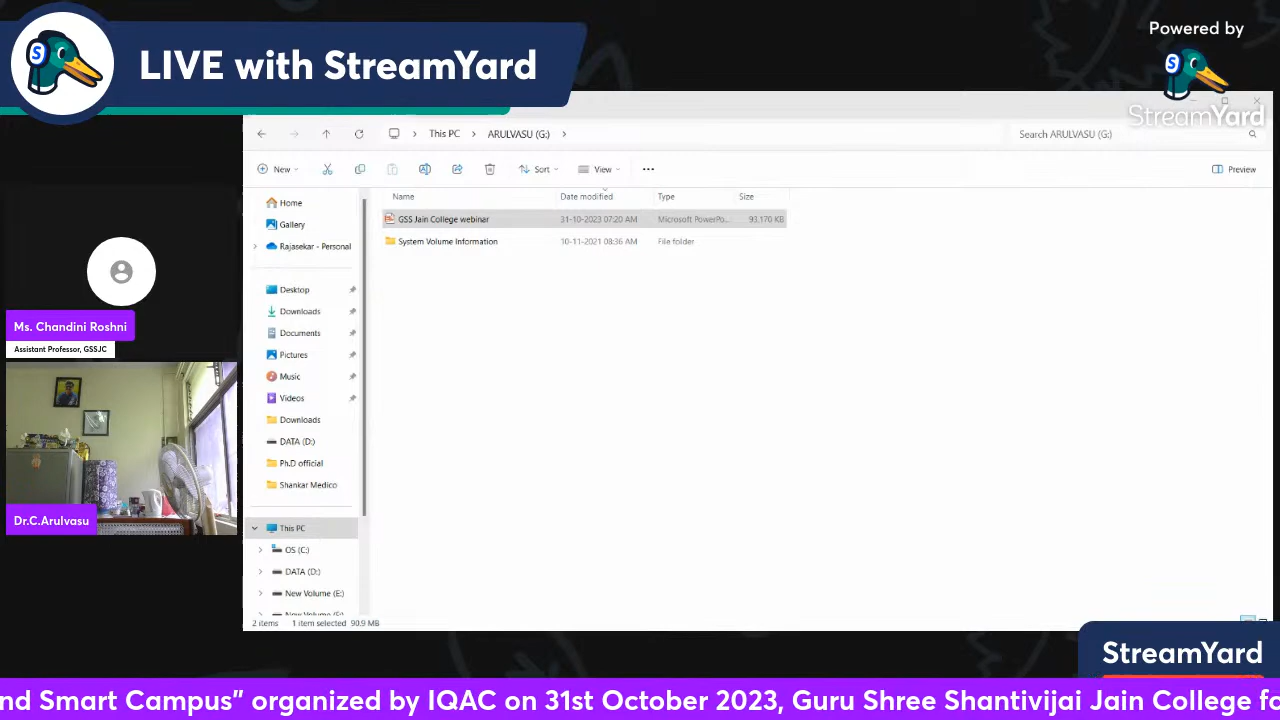 LIVE with StreamYard
Powered by
StreamYard
This PC
ARULVASU (G:)
Search ARULVASU (G:)
New
Sort
View
Preview
Name
Date modified
Type
Size
GSS Jain College webinar
31-10-2023 07:20 AM
Microsoft PowerPo...
93,170 KB
System Volume Information
10-11-2021 08:36 AM
File folder
Home
Gallery
Rajasekar - Personal
Desktop
Downloads
Documents
Pictures
Music
Videos
Downloads
DATA (D:)
Ph.D official
Shankar Medico
This PC
OS (C:)
DATA (D:)
New Volume (E:)
2 items
1 item selected 90.9 MB
Ms. Chandini Roshni
Assistant Professor, GSSJC
Dr.C.Arulvasu
StreamYard
nd Smart Campus” organized by IQAC on 31st October 2023, Guru Shree Shantivijai Jain College fo